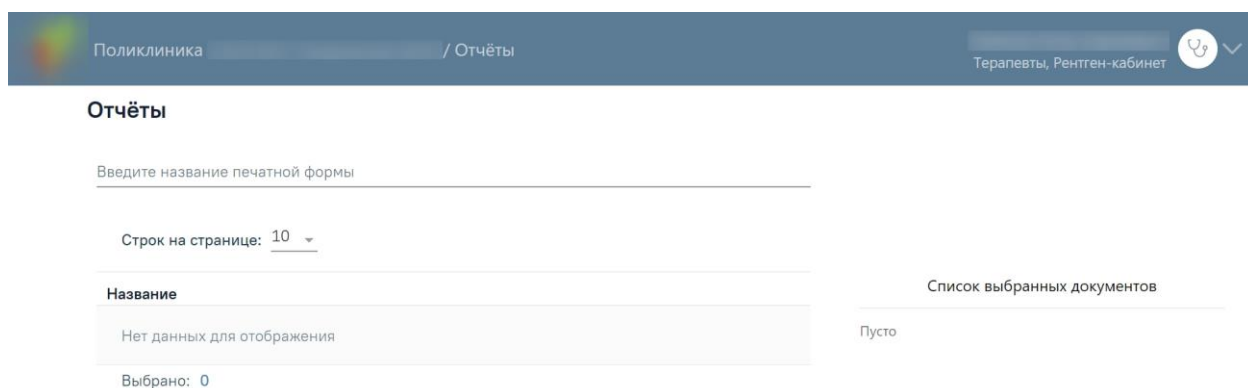 Поликлиника / Отчёты
Терапевты, Рентген-кабинет
Отчёты
Введите название печатной формы
Строк на странице: 10
Название
Нет данных для отображения
Выбрано: 0
Список выбранных документов
Пусто